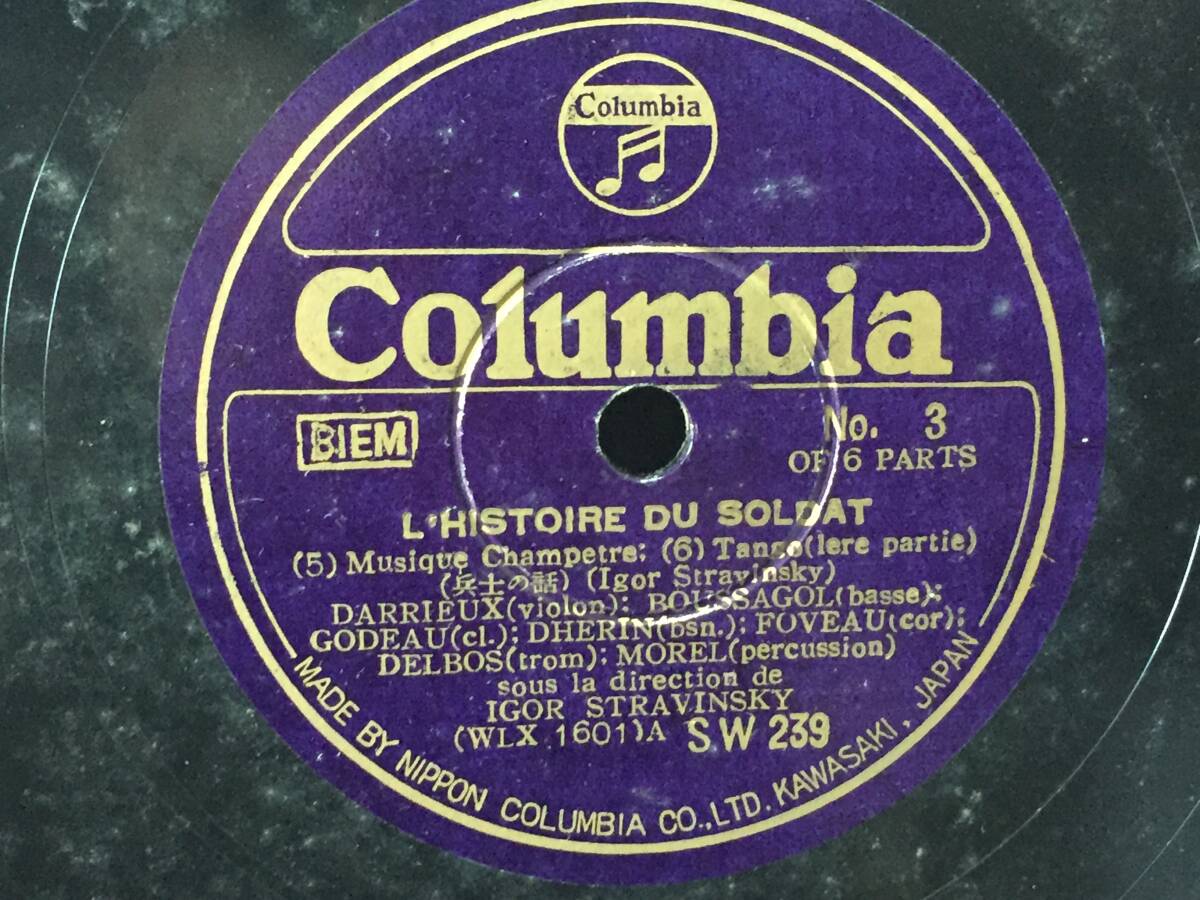 Columbia
Columbia
BIEM
No. 3
OF 6 PARTS
L'HISTOIRE DU SOLDAT
(5) Musique Champetre; (6) Tango(1ere partie)
(兵士の話) (Igor Stravinsky)
DARRIEUX(violon); BOUSSAGOL(basse);
GODEAU(cl.); DHERIN(bsn.); FOVEAU(cor);
DELBOS(trom); MOREL(percussion)
sous la direction de
IGOR STRAVINSKY
(WLX 1601)A SW 239
MADE BY NIPPON COLUMBIA CO.,LTD. KAWASAKI, JAPAN